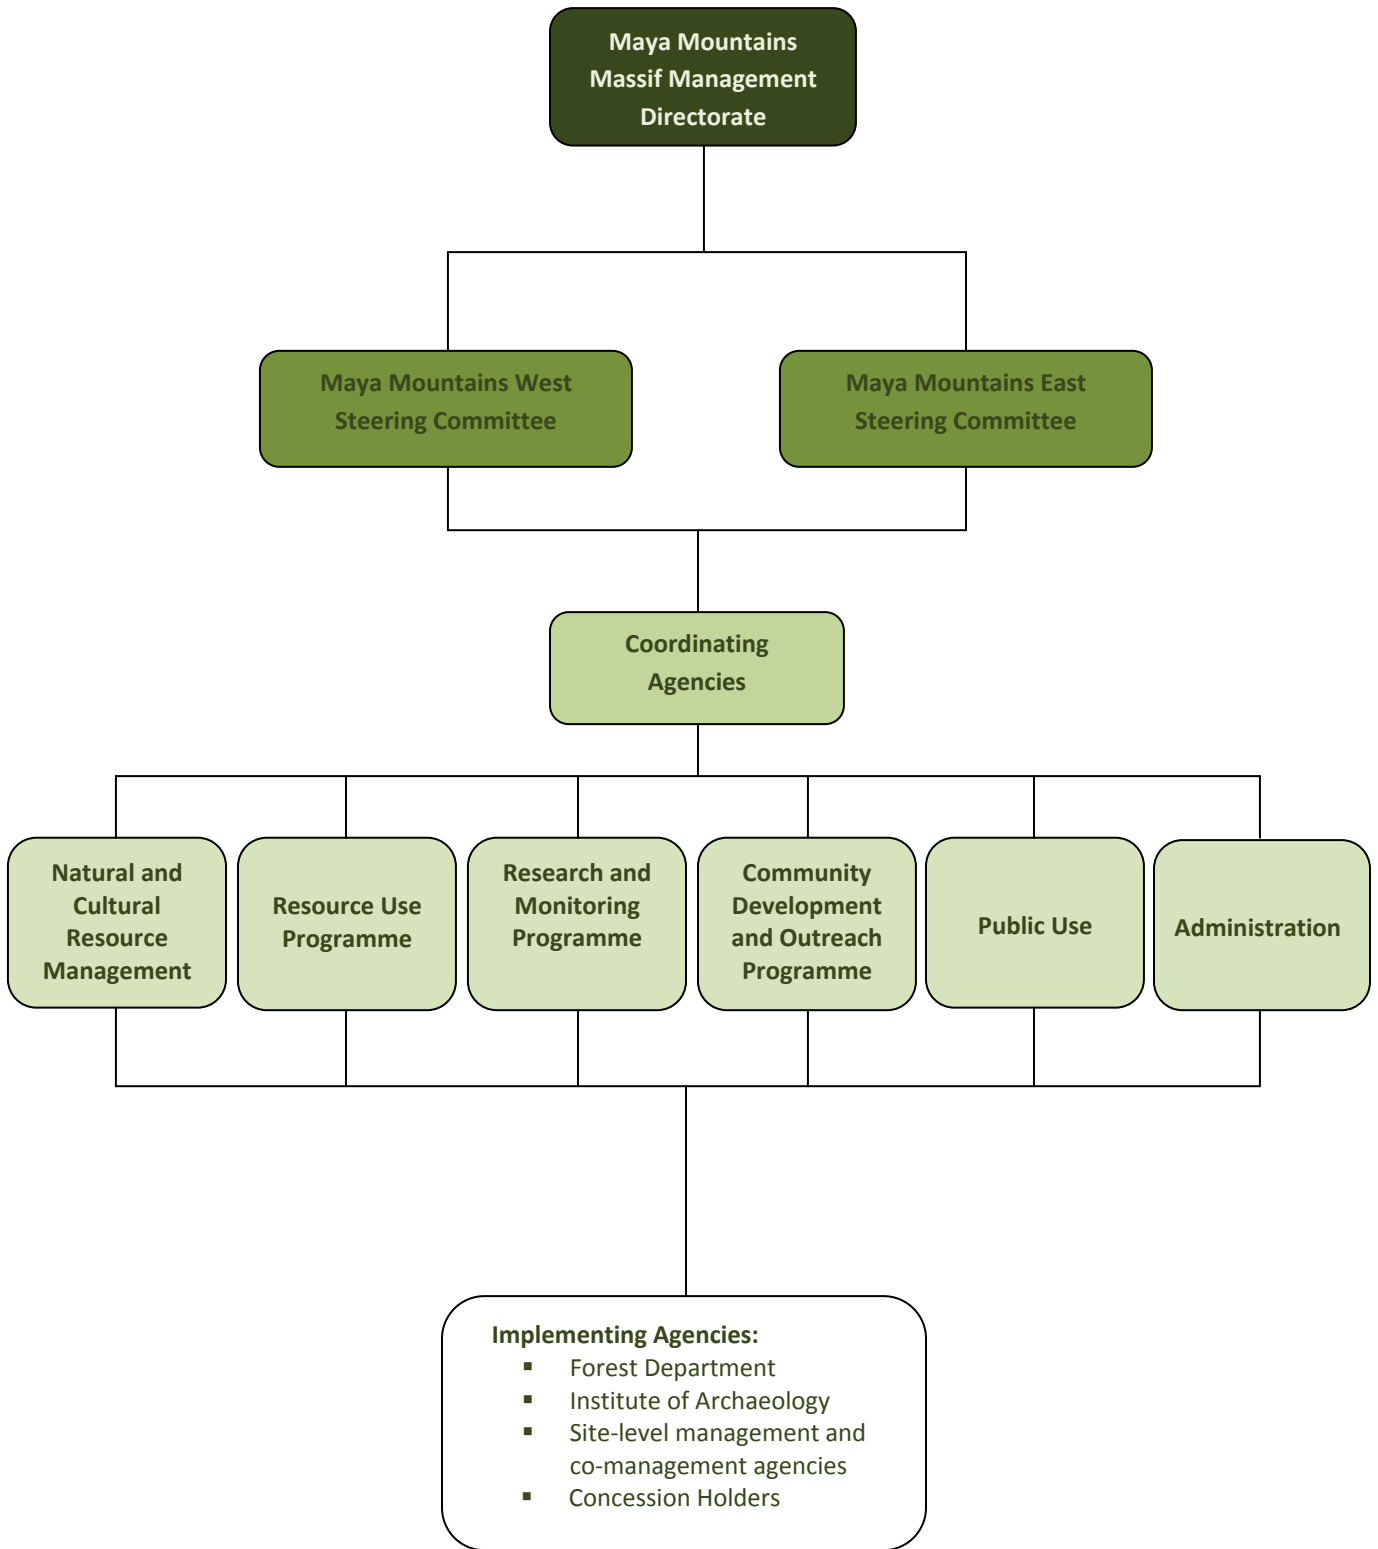 Maya Mountains
Massif Management
Directorate
Maya Mountains West
Steering Committee
Maya Mountains East
Steering Committee
Coordinating
Agencies
Natural and
Cultural
Resource
Management
Resource Use
Programme
Research and
Monitoring
Programme
Community
Development
and Outreach
Programme
Public Use
Administration
Implementing Agencies:
▪ Forest Department
▪ Institute of Archaeology
▪ Site-level management and
co-management agencies
▪ Concession Holders